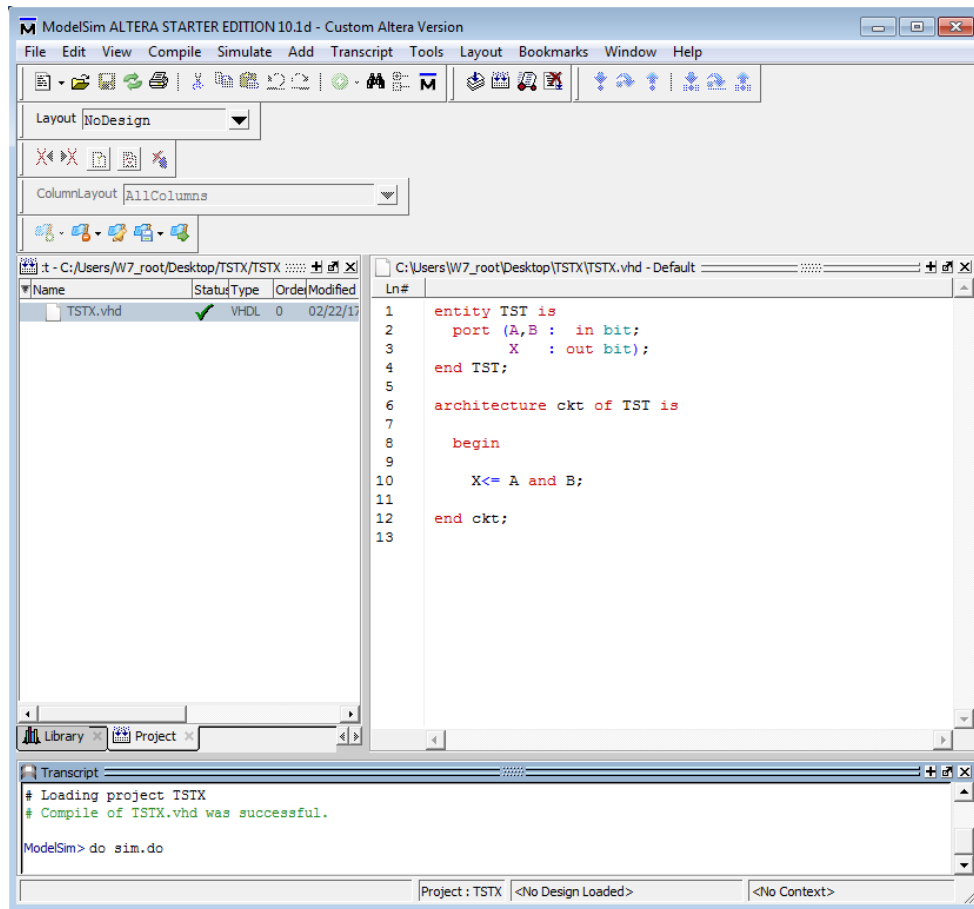 ModelSim ALTERA STARTER EDITION 10.1d - Custom Altera Version
File Edit View Compile Simulate Add Transcript Tools Layout Bookmarks Window Help
Layout NoDesign
ColumnLayout AllColumns
:t - C:/Users/W7_root/Desktop/TSTX/TSTX
Name Status Type Order Modified
TSTX.vhd VHDL 0 02/22/17
Library Project
C:\Users\W7_root\Desktop\TSTX\TSTX.vhd - Default
Ln#
1 entity TST is
2 port (A,B : in bit;
3 X : out bit);
4 end TST;
5
6 architecture ckt of TST is
7
8 begin
9
10 X<= A and B;
11
12 end ckt;
13
Transcript
# Loading project TSTX
# Compile of TSTX.vhd was successful.
ModelSim> do sim.do
Project : TSTX <No Design Loaded> <No Context>